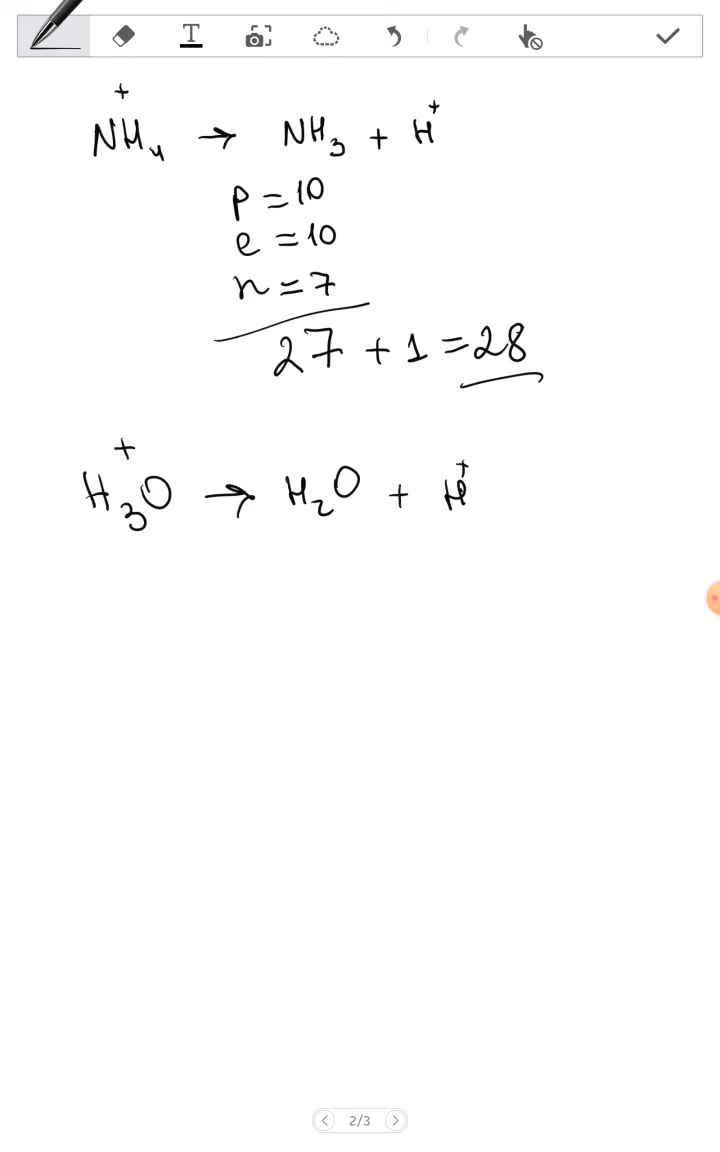 T
NH₄⁺ → NH₃ + H⁺
p = 10
e = 10
n = 7
27 + 1 = 28
H₃O⁺ → H₂O + H⁺
2/3